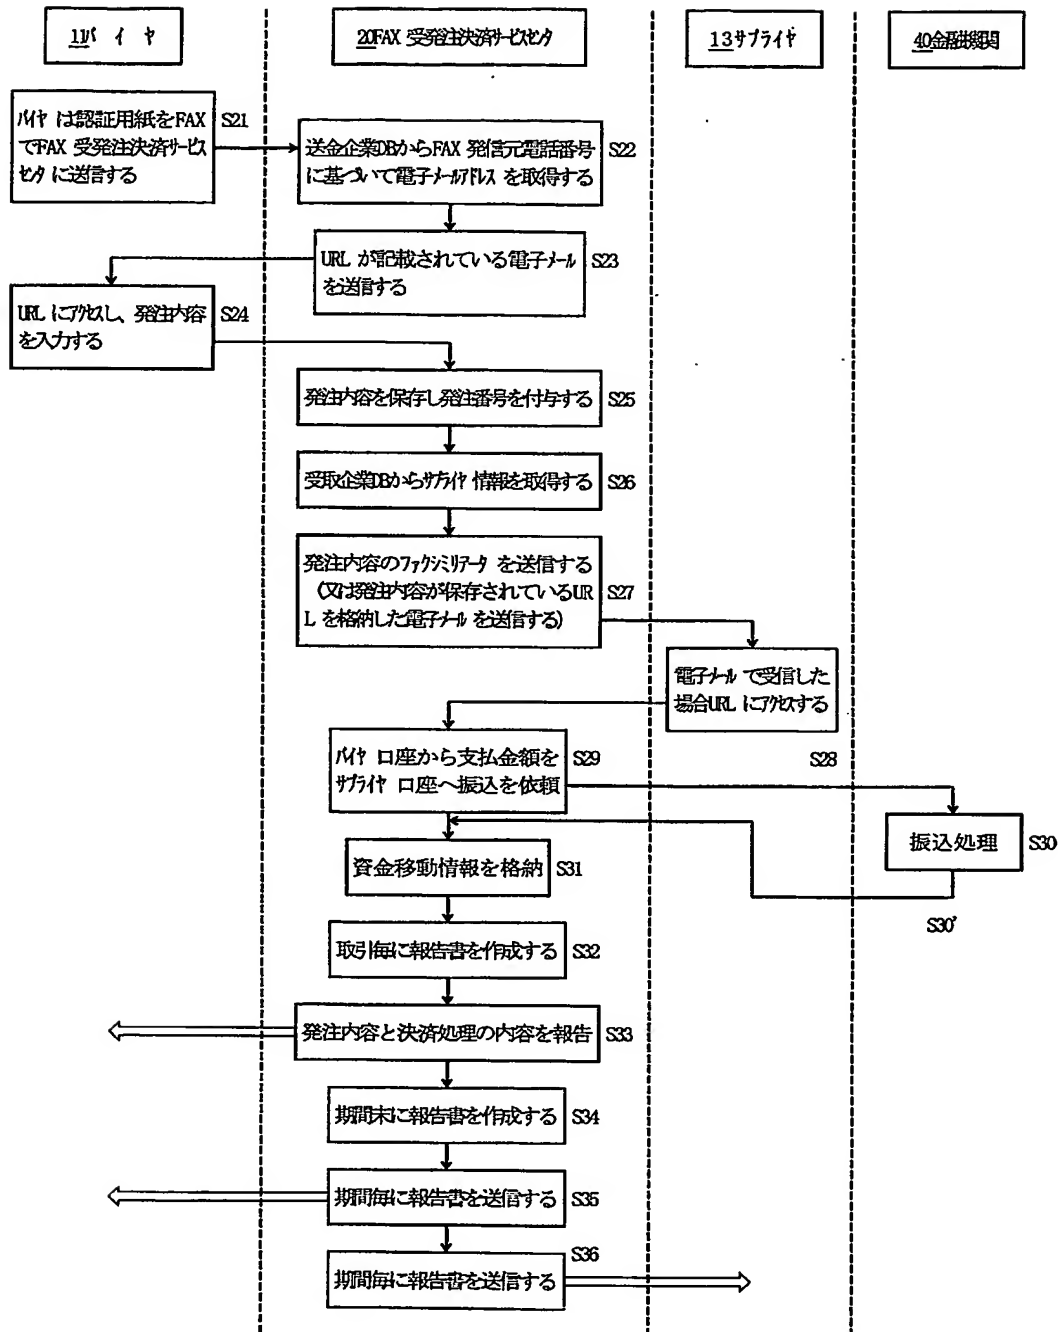 11バイヤ
20FAX 受発注決済サービスセンタ
13サプライヤ
40金融機関
バイヤ は認証用紙をFAX
でFAX 受発注決済サービス
センタ に送信する
S21
送金企業DBからFAX 発信元電話番号
に基づいて電子メールアドレス を取得する
S22
URL が記載されている電子メール
を送信する
S23
URL にアクセスし、発注内容
を入力する
S24
発注内容を保存し発注番号を付与する
S25
受取企業DBからサプライヤ 情報を取得する
S26
発注内容のファクシミリデータ を送信する
(又は発注内容が保存されているUR
L を格納した電子メール を送信する)
S27
電子メール で受信した
場合URL にアクセスする
S28
バイヤ 口座から支払金額を
サプライヤ 口座へ振込を依頼
S29
振込処理
S30
S30'
資金移動情報を格納
S31
取引毎に報告書を作成する
S32
発注内容と決済処理の内容を報告
S33
期間末に報告書を作成する
S34
期間毎に報告書を送信する
S35
期間毎に報告書を送信する
S36